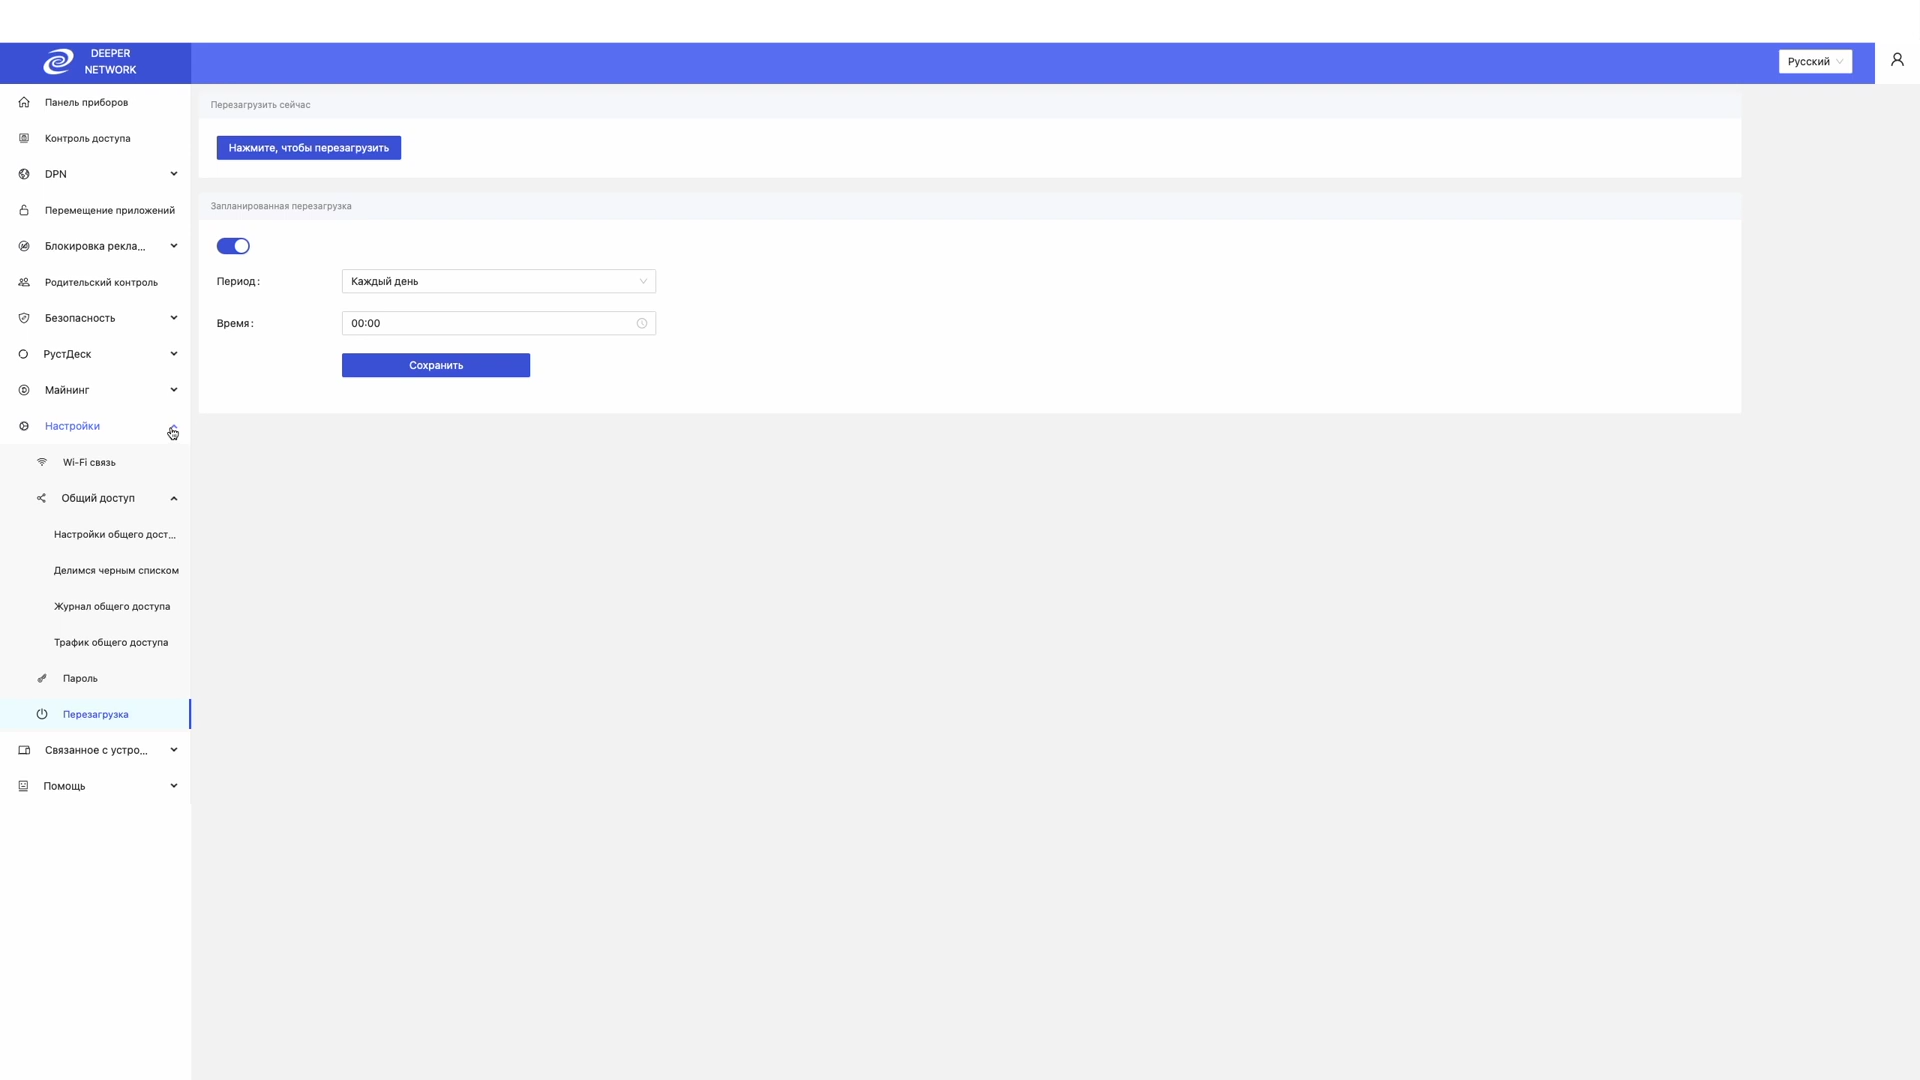 DEEPER
NETWORK
Русский
Панель приборов
Контроль доступа
DPN
Перемещение приложений
Блокировка рекла...
Родительский контроль
Безопасность
РустДеск
Майнинг
Настройки
Wi-Fi связь
Общий доступ
Настройки общего дост...
Делимся черным списком
Журнал общего доступа
Трафик общего доступа
Пароль
Перезагрузка
Связанное с устро...
Помощь
Перезагрузить сейчас
Нажмите, чтобы перезагрузить
Запланированная перезагрузка
Период: Каждый день
Время: 00:00
Сохранить